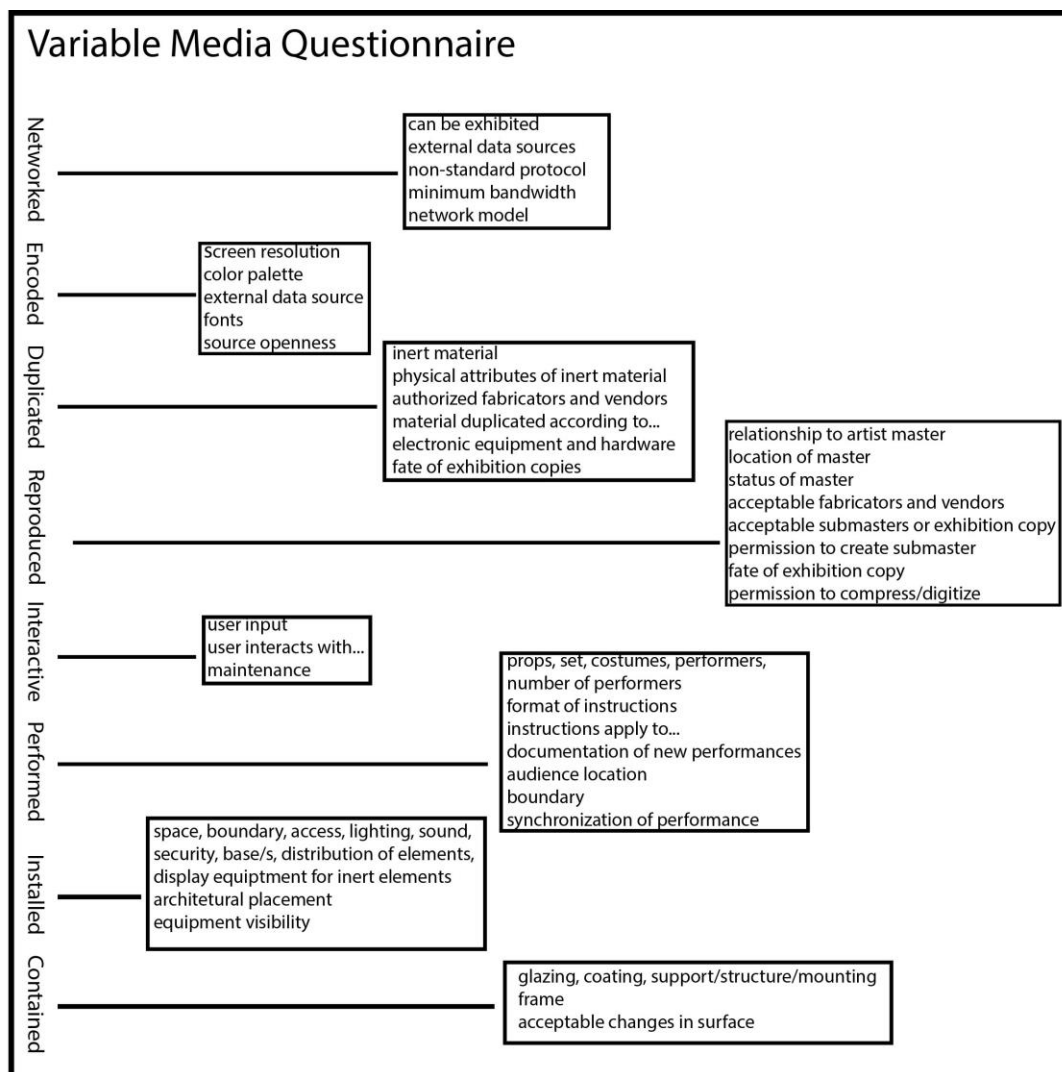 Variable Media Questionnaire
Networked
can be exhibited
external data sources
non-standard protocol
minimum bandwidth
network model
Encoded
screen resolution
color palette
external data source
fonts
source openness
Duplicated
inert material
physical attributes of inert material
authorized fabricators and vendors
material duplicated according to...
electronic equipment and hardware
fate of exhibition copies
Reproduced
relationship to artist master
location of master
status of master
acceptable fabricators and vendors
acceptable submasters or exhibition copy
permission to create submaster
fate of exhibition copy
permission to compress/digitize
Interactive
user input
user interacts with...
maintenance
Performed
props, set, costumes, performers,
number of performers
format of instructions
instructions apply to...
documentation of new performances
audience location
boundary
synchronization of performance
Installed
space, boundary, access, lighting, sound,
security, base/s, distribution of elements,
display equiptment for inert elements
architetural placement
equipment visibility
Contained
glazing, coating, support/structure/mounting
frame
acceptable changes in surface